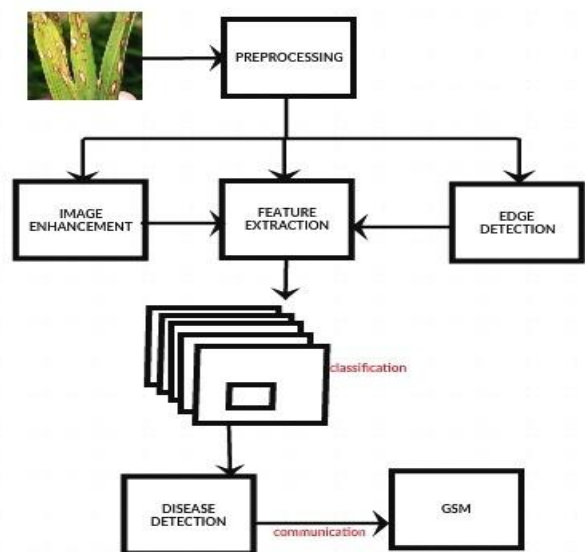 PREPROCESSING
IMAGE
ENHANCEMENT
FEATURE
EXTRACTION
EDGE
DETECTION
classification
DISEASE
DETECTION
communication
GSM